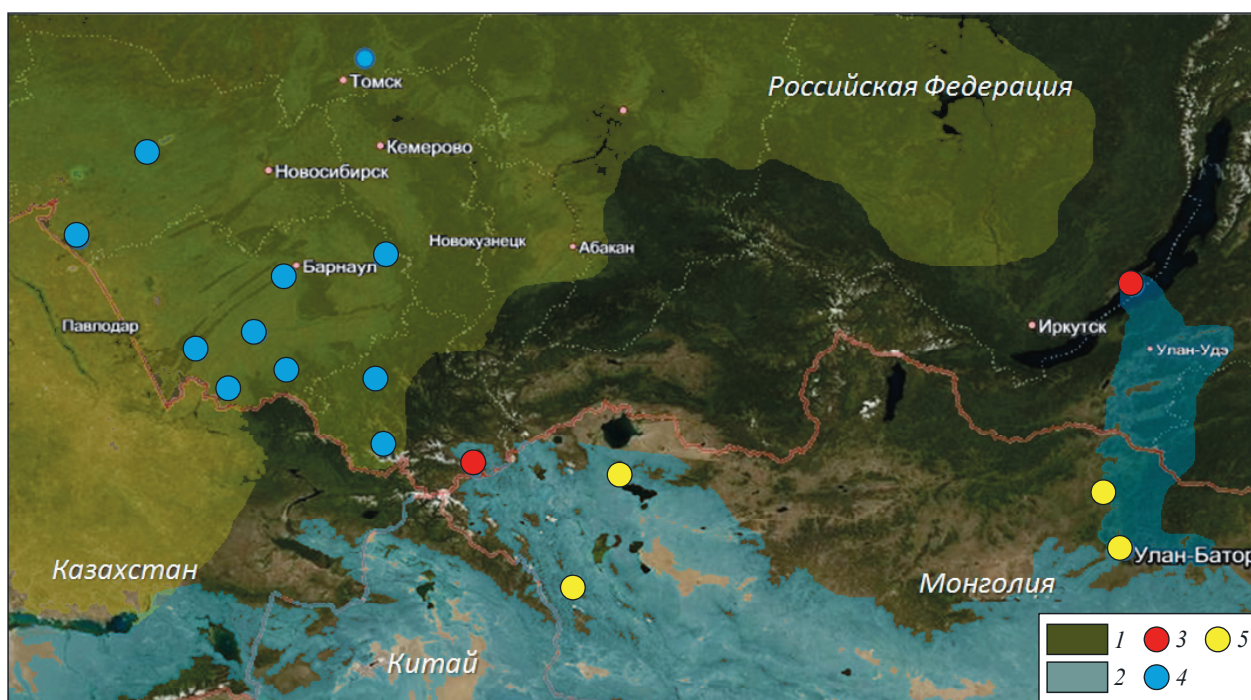 Российская Федерация
Томск
Кемерово
Новосибирск
Новокузнецк
Абакан
Барнаул
Павлодар
Иркутск
Улан-Удэ
Казахстан
Улан-Батор
Монголия
Китай
1 3 5
2 4